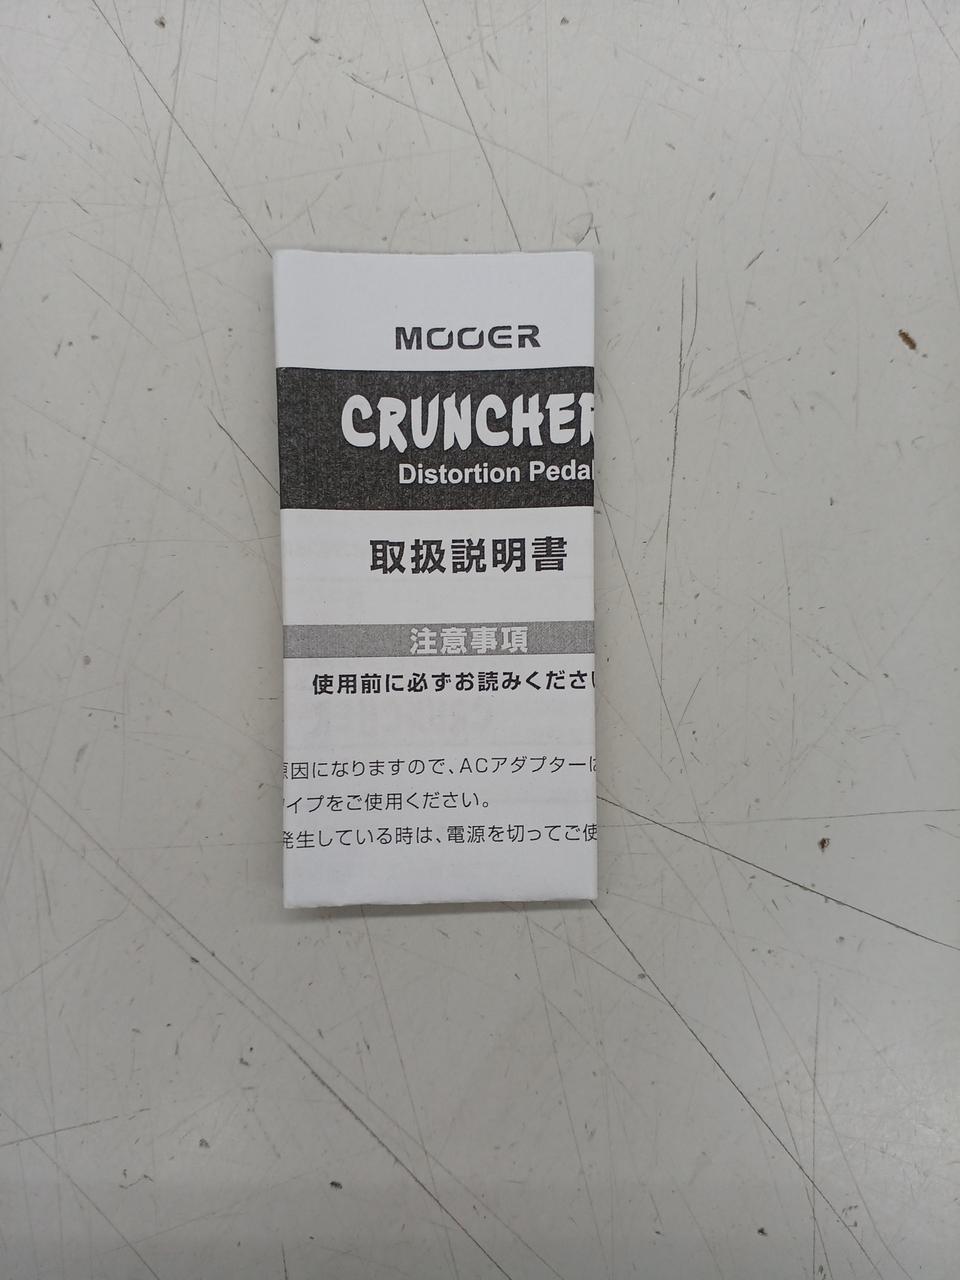 MOOER
CRUNCHER
Distortion Pedal
取扱説明書
注意事項
使用前に必ずお読みください
原因になりますので、ACアダプターは
イプをご使用ください。
発生している時は、電源を切ってご使